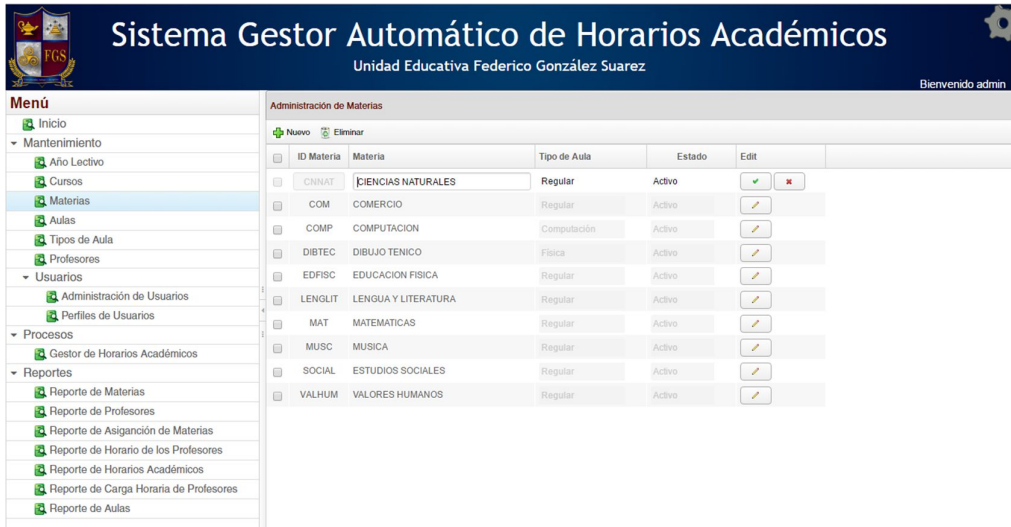 FGS
Sistema Gestor Automático de Horarios Académicos
Unidad Educativa Federico González Suarez
Bienvenido admin
Menú
Inicio
Mantenimiento
Año Lectivo
Cursos
Materias
Aulas
Tipos de Aula
Profesores
Usuarios
Administración de Usuarios
Perfiles de Usuarios
Procesos
Gestor de Horarios Académicos
Reportes
Reporte de Materias
Reporte de Profesores
Reporte de Asiganción de Materias
Reporte de Horario de los Profesores
Reporte de Horarios Académicos
Reporte de Carga Horaria de Profesores
Reporte de Aulas
Administración de Materias
Nuevo Eliminar
ID Materia Materia Tipo de Aula Estado Edit
CNNAT CIENCIAS NATURALES Regular Activo
COM COMERCIO Regular Activo
COMP COMPUTACION Computación Activo
DIBTEC DIBUJO TENICO Física Activo
EDFISC EDUCACION FISICA Regular Activo
LENGLIT LENGUA Y LITERATURA Regular Activo
MAT MATEMATICAS Regular Activo
MUSC MUSICA Regular Activo
SOCIAL ESTUDIOS SOCIALES Regular Activo
VALHUM VALORES HUMANOS Regular Activo